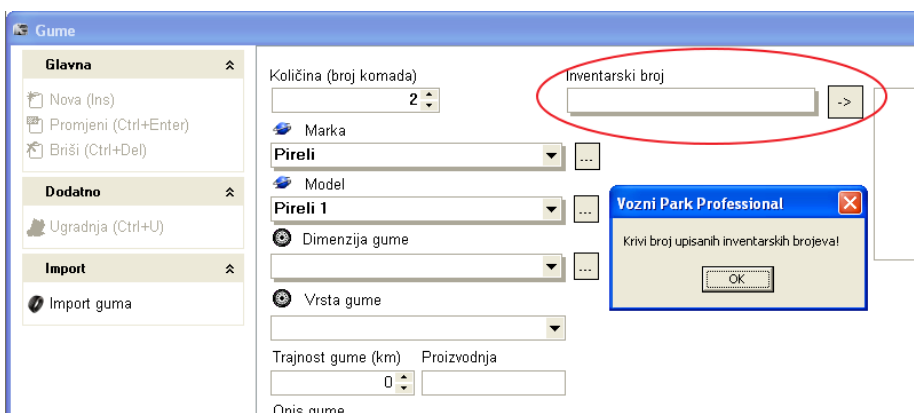 Gume
Glavna
Nova (Ins)
Promjeni (Ctrl+Enter)
Briši (Ctrl+Del)
Dodatno
Ugradnja (Ctrl+U)
Import
Import guma
Količina (broj komada)
2
Inventarski broj
->
Marka
Pireli
...
Model
Pireli 1
...
Dimenzija gume
...
Vrsta gume
Trajnost gume (km) Proizvodnja
0
Opis gume
Vozni Park Professional
Krivi broj upisanih inventarskih brojeva!
OK